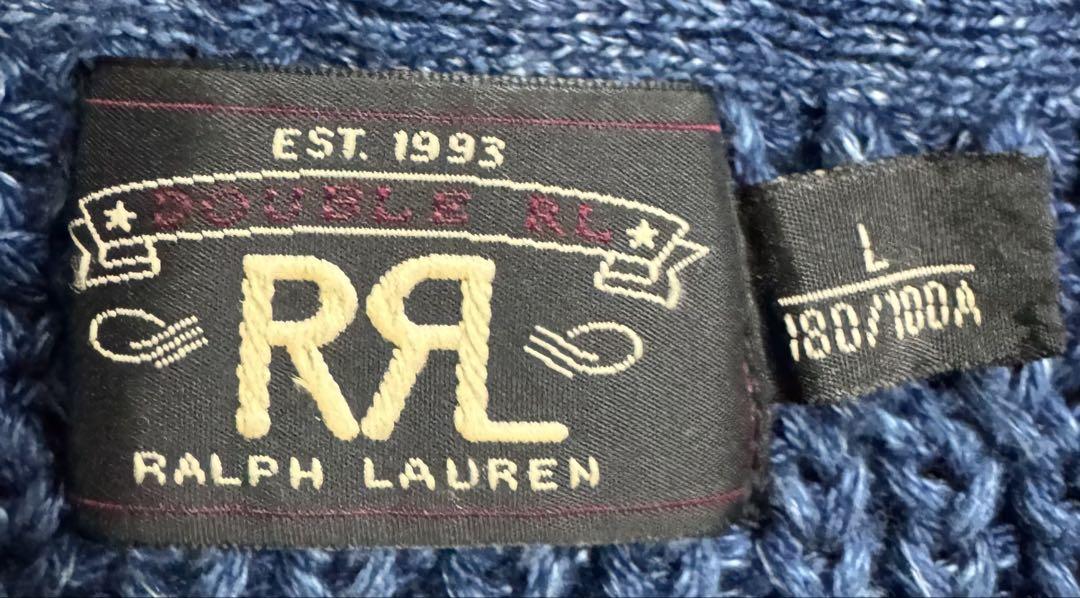 EST. 1993
DOUBLE RL
RRL
RALPH LAUREN
L
180/100A